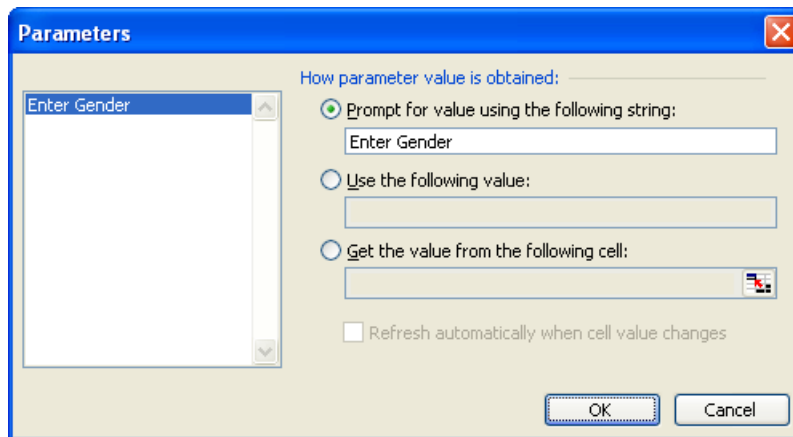 Parameters
Enter Gender
How parameter value is obtained:
Prompt for value using the following string:
Enter Gender
Use the following value:
Get the value from the following cell:
Refresh automatically when cell value changes
OK
Cancel